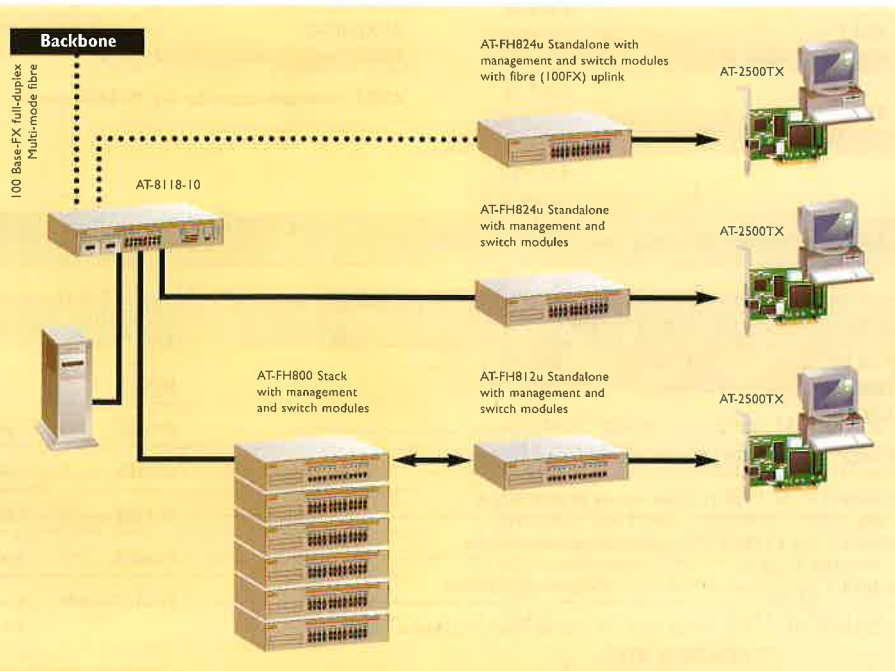 Backbone
100 Base-FX full-duplex
Multi-mode fibre
AT-FH824u Standalone with
management and switch modules
with fibre (100FX) uplink
AT-2500TX
AT-8118-10
AT-FH824u Standalone
with management and
switch modules
AT-2500TX
AT-FH800 Stack
with management
and switch modules
AT-FH812u Standalone
with management and
switch modules
AT-2500TX